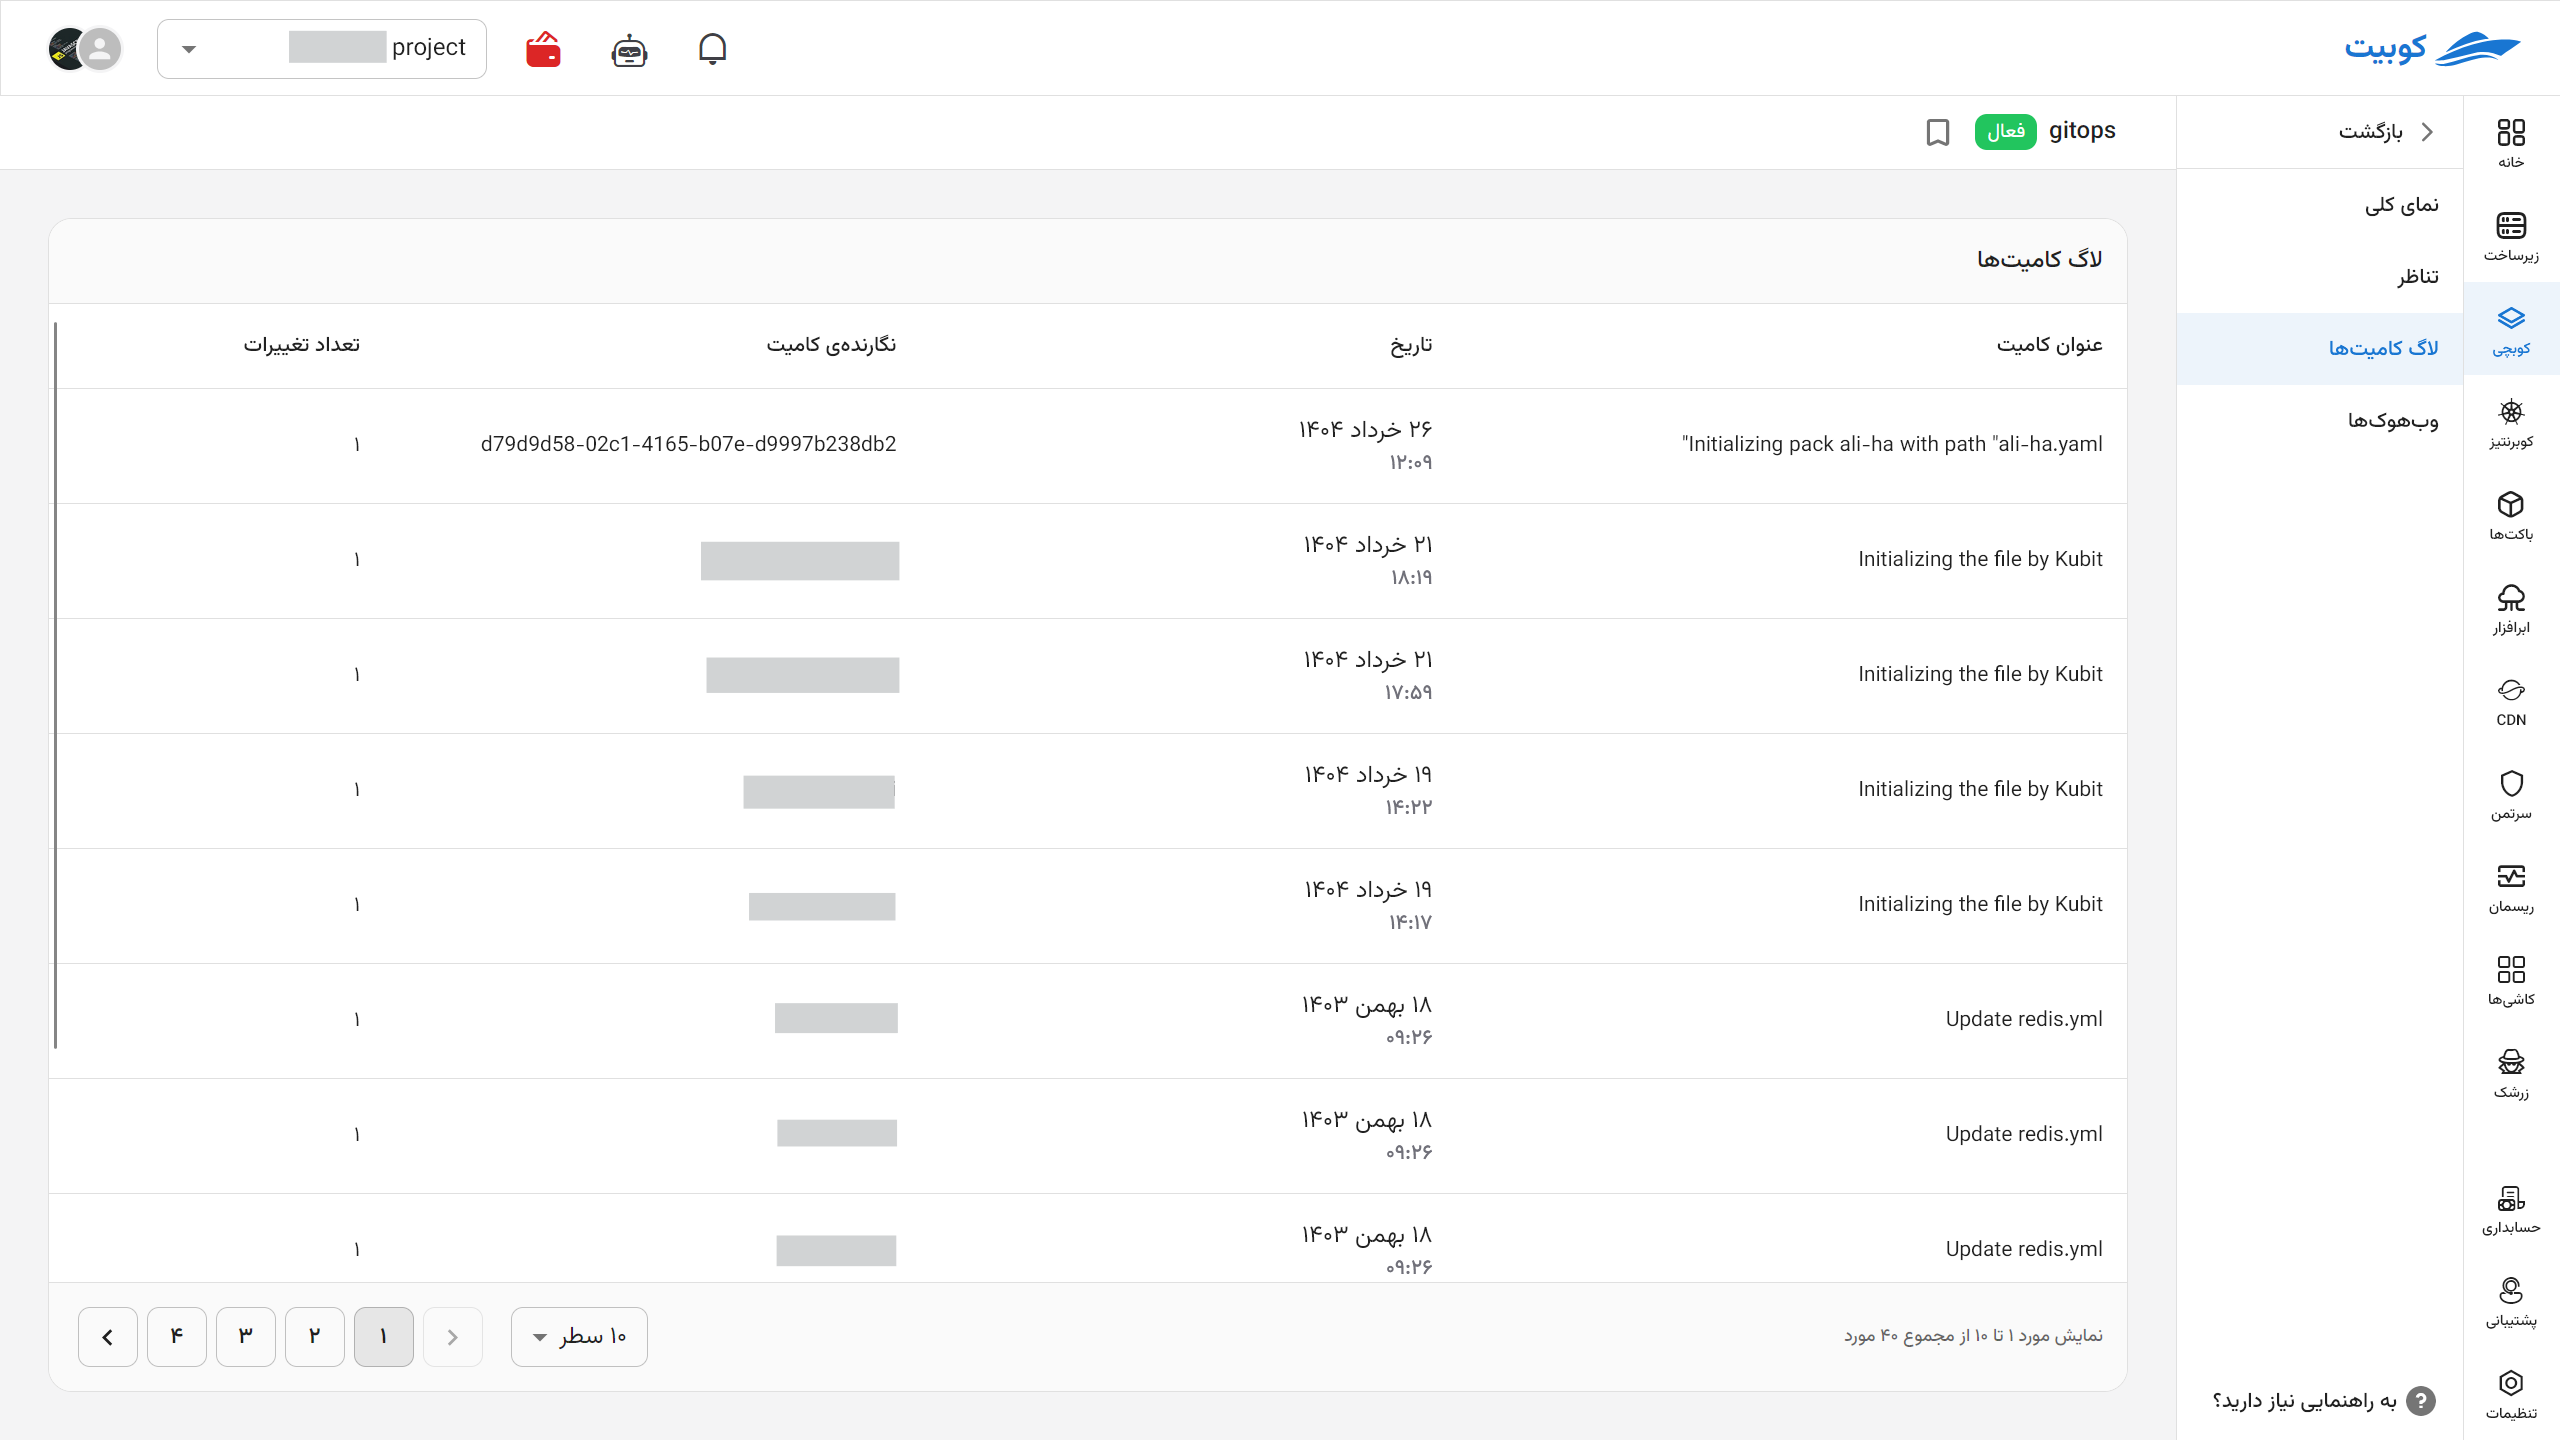 کوبیت
project
خانه
زیرساخت
کوبچی
کوبرنتیز
باکت‌ها
ابرافزار
CDN
سرتمن
ریسمان
کاشی‌ها
زرشک
حسابداری
پشتیبانی
تنظیمات
بازگشت
نمای کلی
تناظر
لاگ کامیت‌ها
وب‌هوک‌ها
به راهنمایی نیاز دارید؟
gitops فعال
لاگ کامیت‌ها
عنوان کامیت تاریخ نگارنده‌ی کامیت تعداد تغییرات
"Initializing pack ali-ha with path "ali-ha.yaml ۲۶ خرداد ۱۴۰۴ d79d9d58-02c1-4165-b07e-d9997b238db2 ۱
۱۲:۰۹
Initializing the file by Kubit ۲۱ خرداد ۱۴۰۴ ۱
۱۸:۱۹
Initializing the file by Kubit ۲۱ خرداد ۱۴۰۴ ۱
۱۷:۵۹
Initializing the file by Kubit ۱۹ خرداد ۱۴۰۴ ۱
۱۴:۲۲
Initializing the file by Kubit ۱۹ خرداد ۱۴۰۴ ۱
۱۴:۱۷
Update redis.yml ۱۸ بهمن ۱۴۰۳ ۱
۰۹:۲۶
Update redis.yml ۱۸ بهمن ۱۴۰۳ ۱
۰۹:۲۶
Update redis.yml ۱۸ بهمن ۱۴۰۳ ۱
۰۹:۲۶
نمایش مورد ۱ تا ۱۰ از مجموع ۴۰ مورد
۱۰ سطر
۱ ۲ ۳ ۴